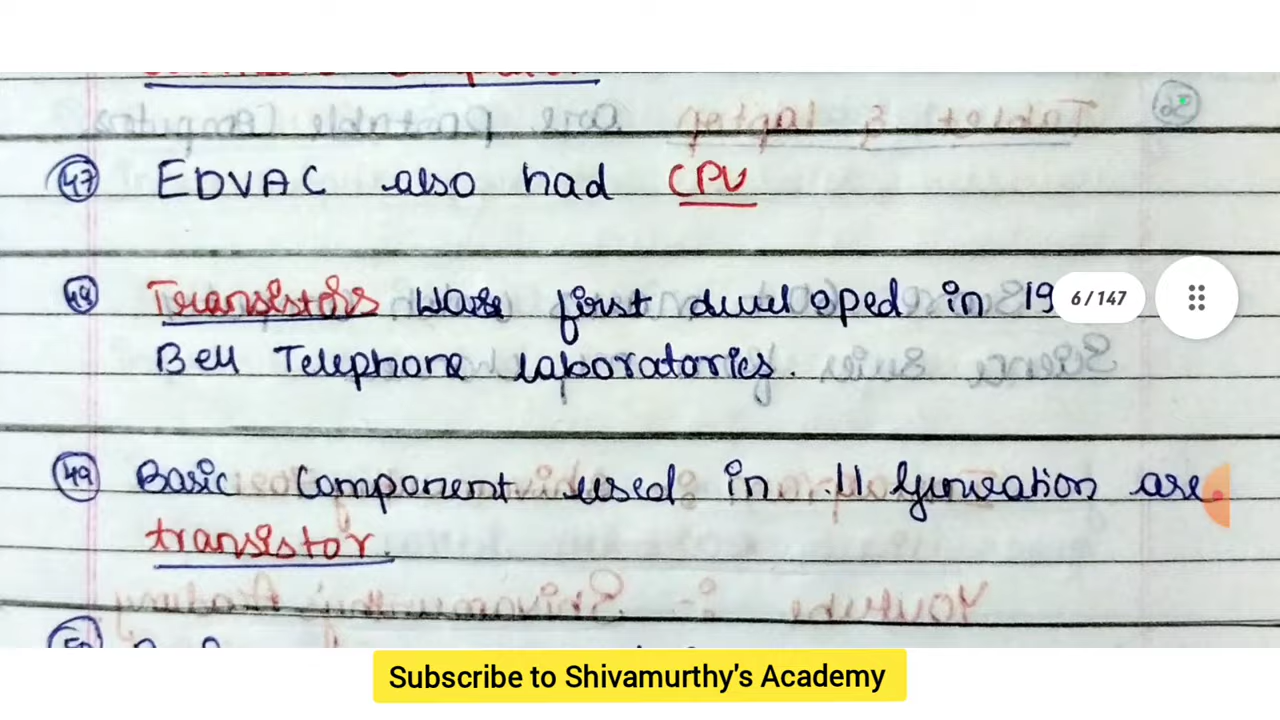 47 EDVAC also had CPU
48 Transistors was first developed in 19
6/147
Bell Telephone laboratories.
49 Basic Component used in II Generation are
transistor.
Subscribe to Shivamurthy's Academy